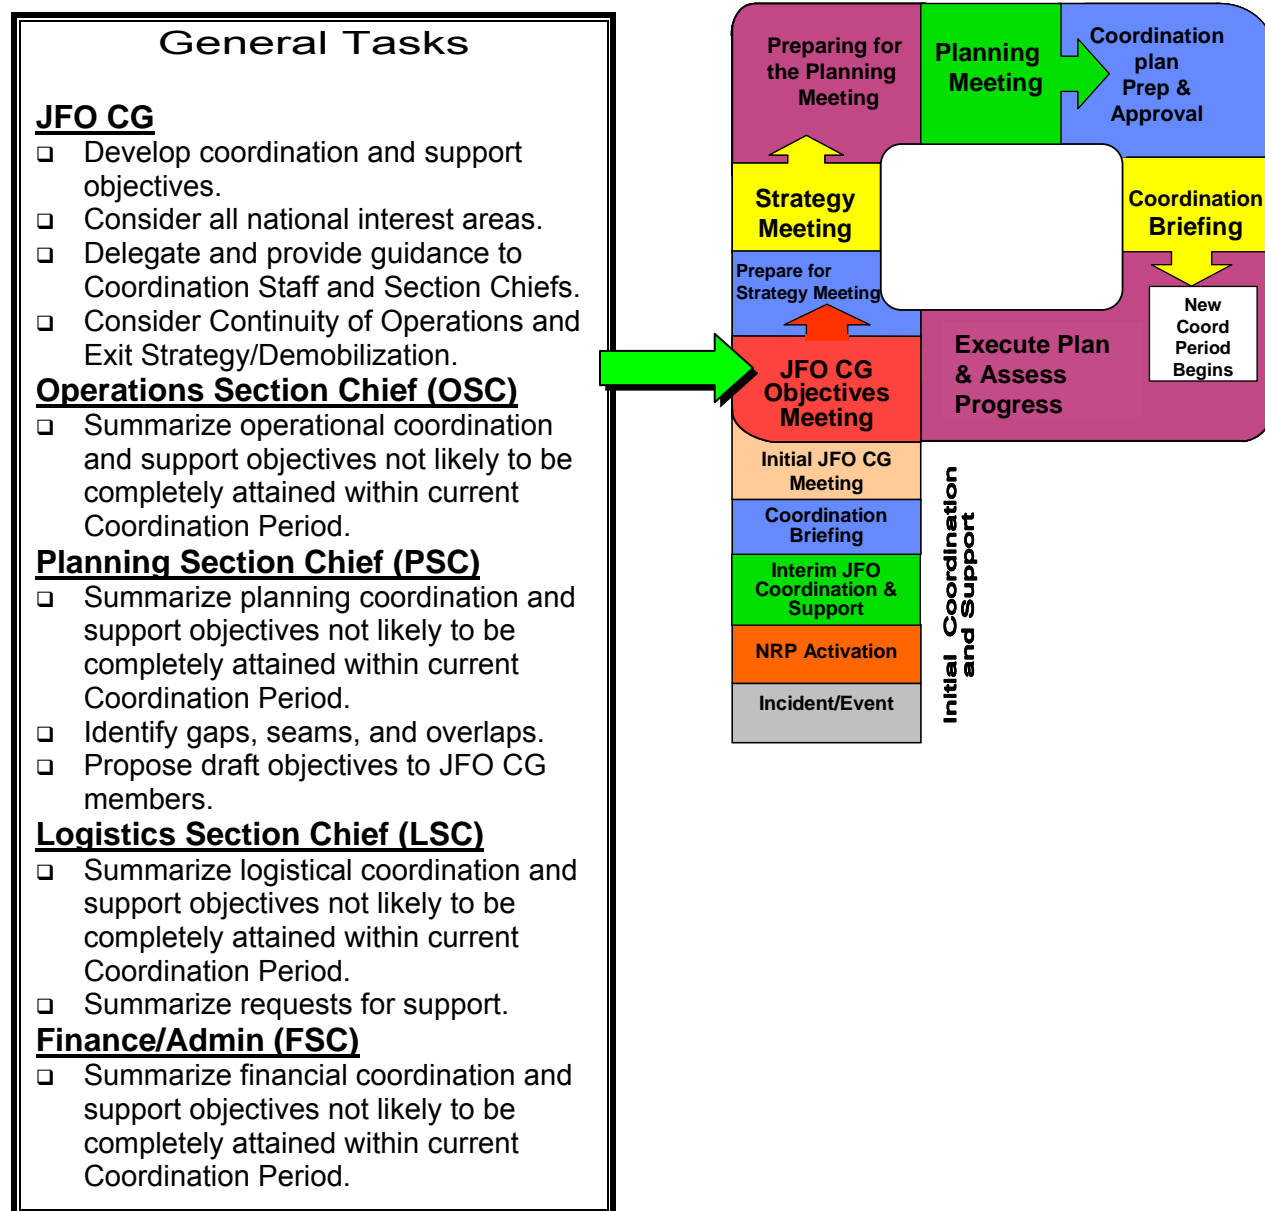 General Tasks
JFO CG
❑ Develop coordination and support
objectives.
❑ Consider all national interest areas.
❑ Delegate and provide guidance to
Coordination Staff and Section Chiefs.
❑ Consider Continuity of Operations and
Exit Strategy/Demobilization.
Operations Section Chief (OSC)
❑ Summarize operational coordination
and support objectives not likely to be
completely attained within current
Coordination Period.
Planning Section Chief (PSC)
❑ Summarize planning coordination and
support objectives not likely to be
completely attained within current
Coordination Period.
❑ Identify gaps, seams, and overlaps.
❑ Propose draft objectives to JFO CG
members.
Logistics Section Chief (LSC)
❑ Summarize logistical coordination and
support objectives not likely to be
completely attained within current
Coordination Period.
❑ Summarize requests for support.
Finance/Admin (FSC)
❑ Summarize financial coordination and
support objectives not likely to be
completely attained within current
Coordination Period.
Preparing for
the Planning
Meeting
Planning
Meeting
Coordination
plan
Prep &
Approval
Strategy
Meeting
Coordination
Briefing
Prepare for
Strategy Meeting
New
Coord
Period
Begins
JFO CG
Objectives
Meeting
Execute Plan
& Assess
Progress
Initial JFO CG
Meeting
Coordination
Briefing
Interim JFO
Coordination &
Support
NRP Activation
Incident/Event
Initial Coordination
and Support